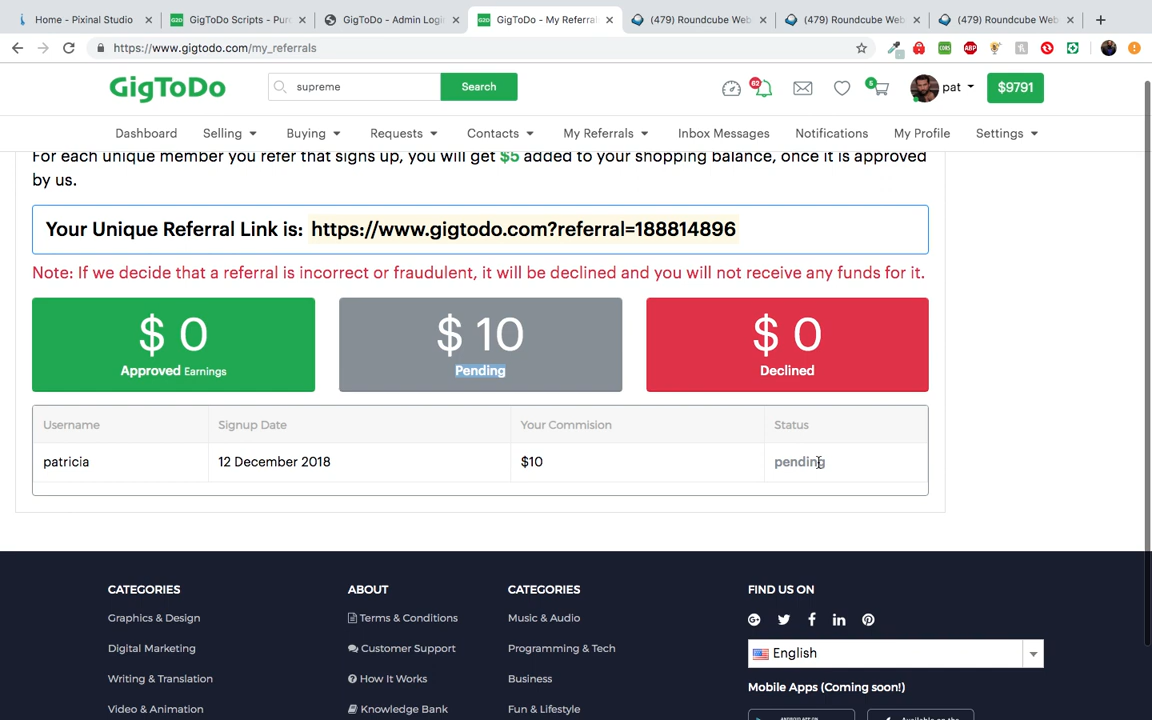 Home - Pixinal Studio
GigToDo Scripts - Pur
GigToDo - Admin Logi
GigToDo - My Referra
(479) Roundcube Web
(479) Roundcube Web
(479) Roundcube Web
https://www.gigtodo.com/my_referrals
GigToDo
supreme
Search
62
5
pat
$9791
Dashboard
Selling
Buying
Requests
Contacts
My Referrals
Inbox Messages
Notifications
My Profile
Settings
For each unique member you refer that signs up, you will get $5 added to your shopping balance, once it is approved
by us.
Your Unique Referral Link is: https://www.gigtodo.com?referral=188814896
Note: If we decide that a referral is incorrect or fraudulent, it will be declined and you will not receive any funds for it.
$ 0
Approved Earnings
$ 10
Pending
$ 0
Declined
Username
Signup Date
Your Commision
Status
patricia
12 December 2018
$10
pending
CATEGORIES
ABOUT
CATEGORIES
FIND US ON
Graphics & Design
Terms & Conditions
Music & Audio
Digital Marketing
Customer Support
Programming & Tech
English
Writing & Translation
How It Works
Business
Mobile Apps (Coming soon!)
Video & Animation
Knowledge Bank
Fun & Lifestyle